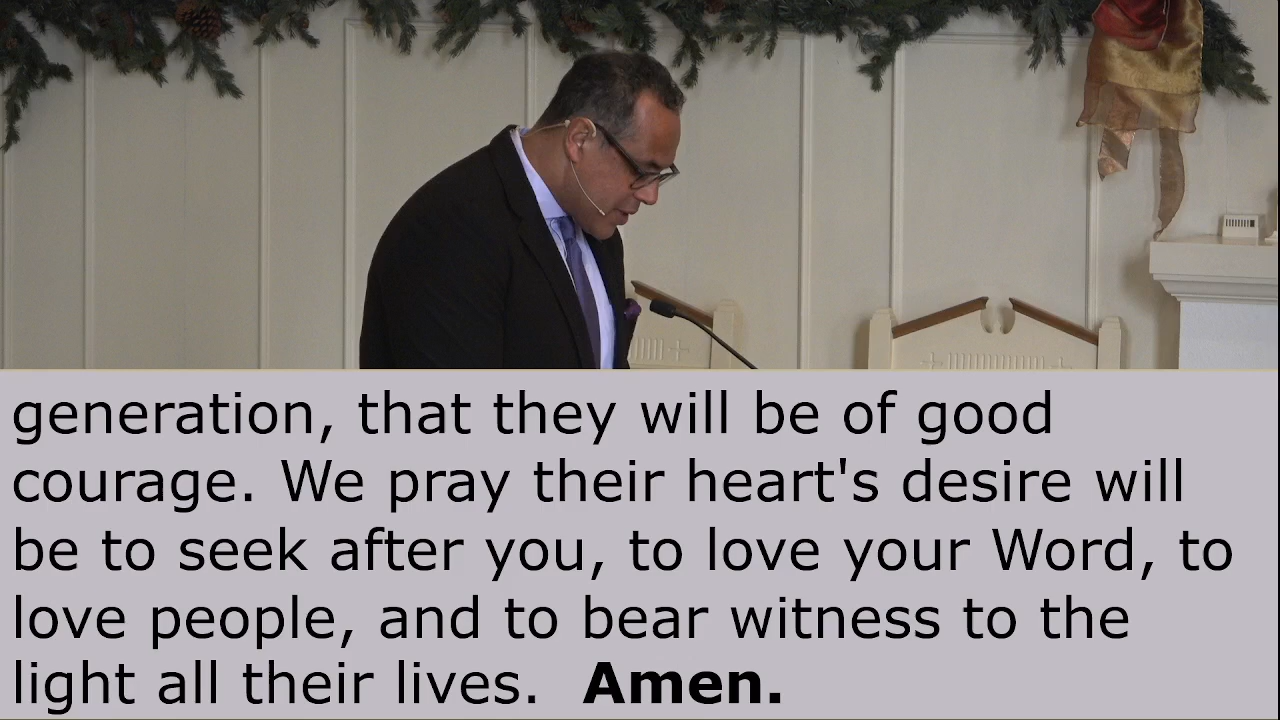 generation, that they will be of good
courage. We pray their heart's desire will
be to seek after you, to love your Word, to
love people, and to bear witness to the
light all their lives.  Amen.